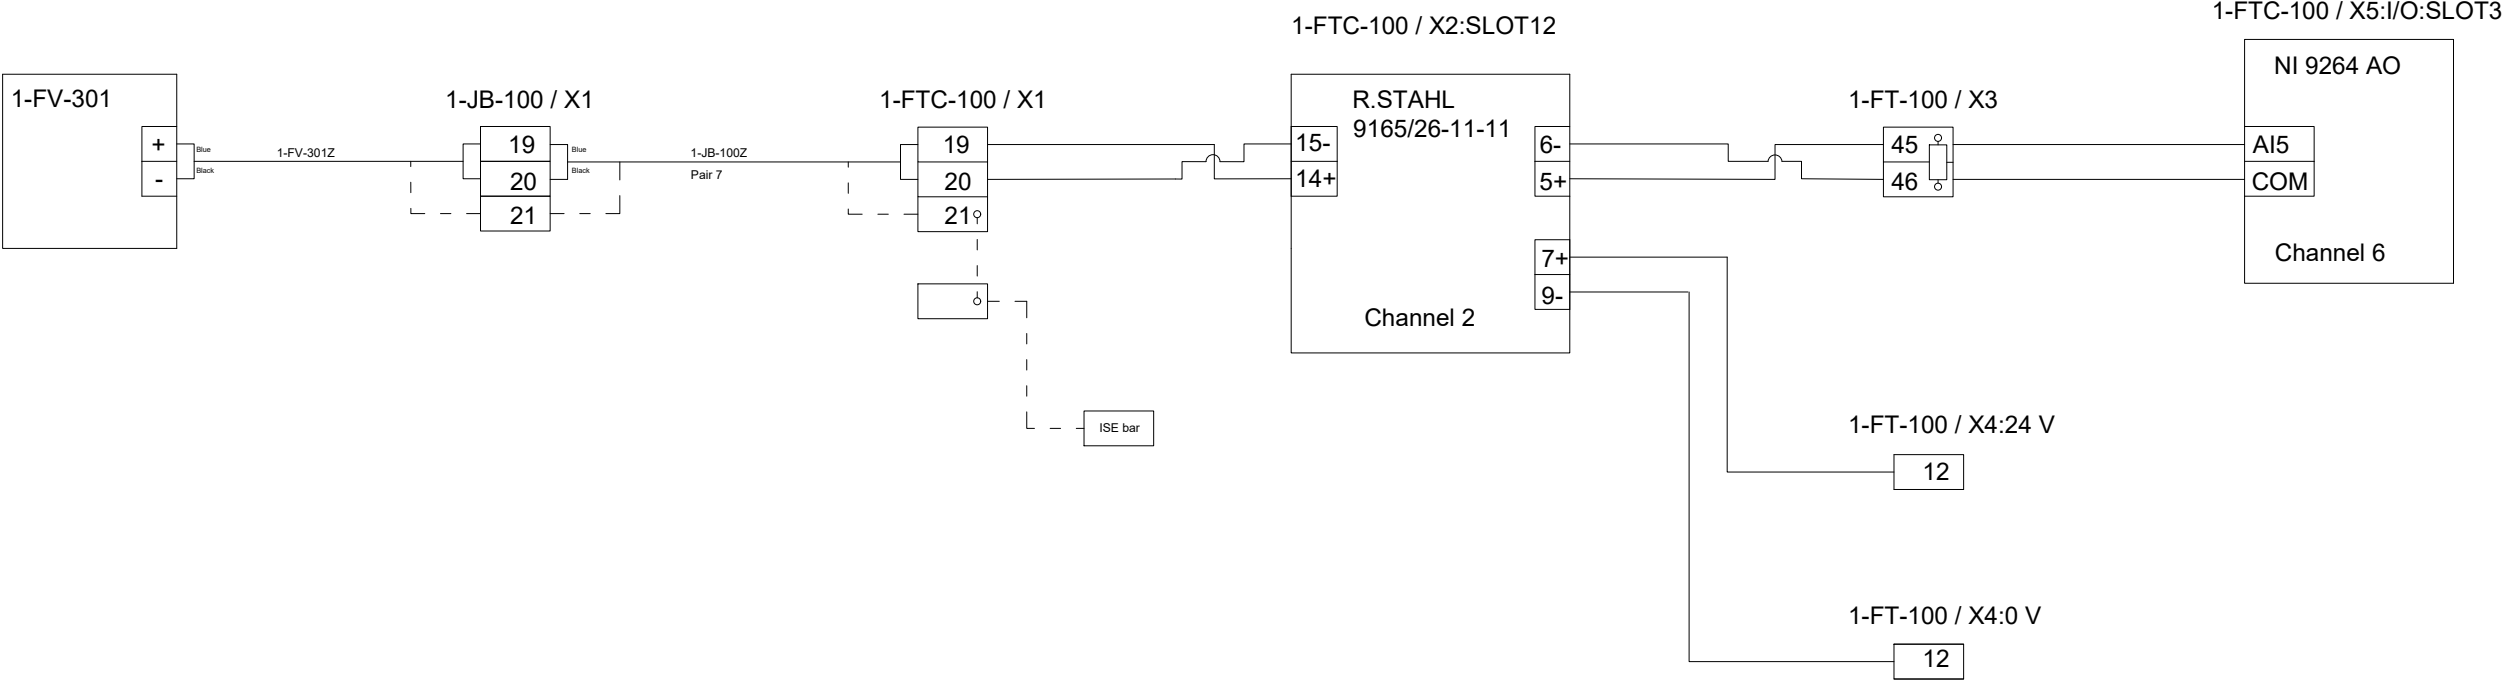 1-FTC-100 / X5:I/O:SLOT3
1-FTC-100 / X2:SLOT12
NI 9264 AO
1-FV-301
1-JB-100 / X1
1-FTC-100 / X1
R.STAHL
9165/26-11-11
1-FT-100 / X3
+
-
Blue
Black
1-FV-301Z
19
20
21
Blue
Black
1-JB-100Z
Pair 7
19
20
21
15-
14+
6-
5+
45
46
AI5
COM
7+
9-
Channel 6
Channel 2
ISE bar
1-FT-100 / X4:24 V
12
1-FT-100 / X4:0 V
12